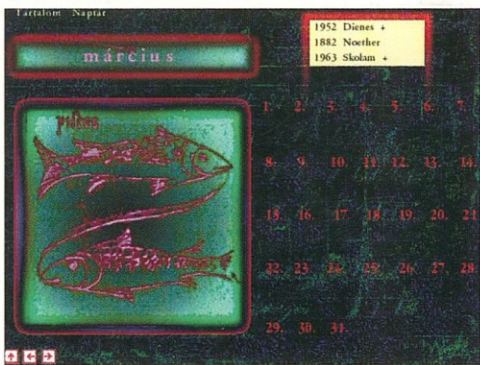 Tartalom Naptár
március
1952 Dienes +
1882 Noether
1963 Skolam +
pisces
1. 2. 3. 4. 5. 6. 7.
8. 9. 10. 11. 12. 13. 14.
15. 16. 17 18. 19. 20. 21
22. 23 24. 25. 26. 27. 28.
29. 30. 31.